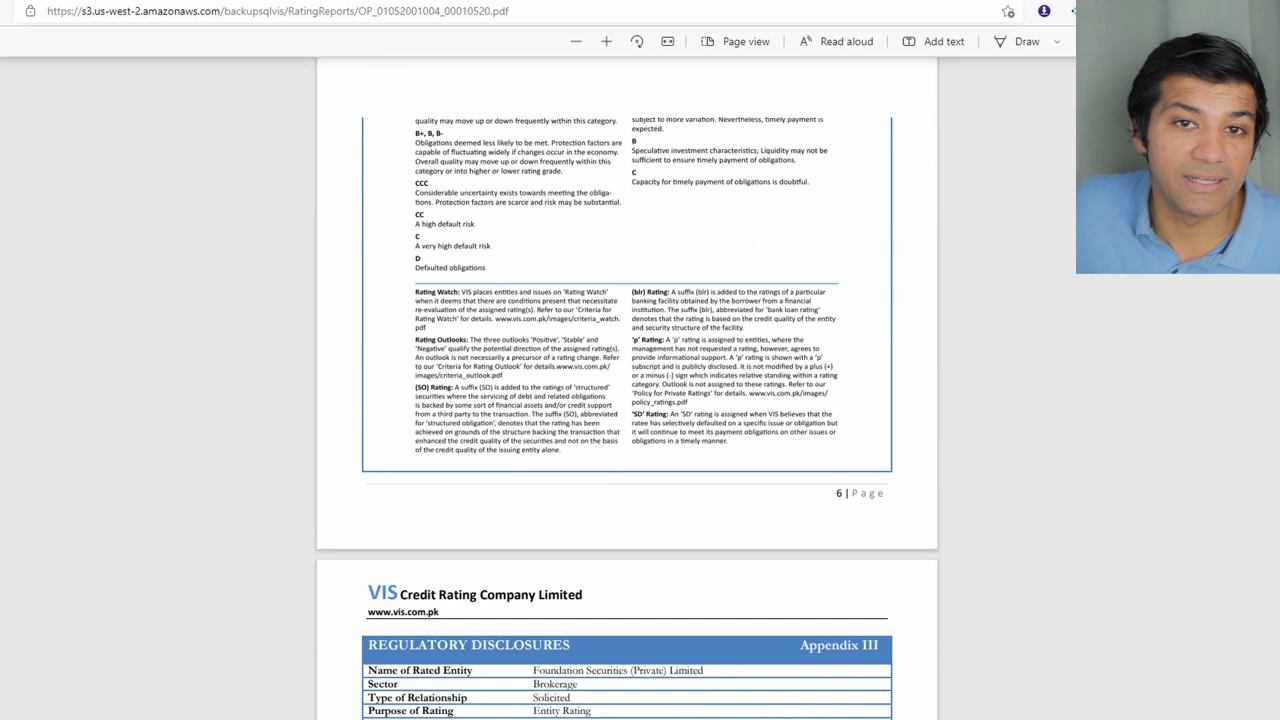 https://s3.us-west-2.amazonaws.com/backupsqlvis/RatingReports/OP_01052001004_00010520.pdf
Page view
Read aloud
Add text
Draw
quality may move up or down frequently within this category.
B+, B, B-
Obligations deemed less likely to be met. Protection factors are
capable of fluctuating widely if changes occur in the economy.
Overall quality may move up or down frequently within this
category or into higher or lower rating grade.
CCC
Considerable uncertainty exists towards meeting the obliga-
tions. Protection factors are scarce and risk may be substantial.
CC
A high default risk
C
A very high default risk
D
Defaulted obligations
subject to more variation. Nevertheless, timely payment is
expected.
B
Speculative investment characteristics; Liquidity may not be
sufficient to ensure timely payment of obligations.
C
Capacity for timely payment of obligations is doubtful.
Rating Watch: VIS places entities and issues on 'Rating Watch'
when it deems that there are conditions present that necessitate
re-evaluation of the assigned rating(s). Refer to our 'Criteria for
Rating Watch' for details. www.vis.com.pk/images/criteria_watch.
pdf
Rating Outlooks: The three outlooks 'Positive', 'Stable' and
'Negative' qualify the potential direction of the assigned rating(s).
An outlook is not necessarily a precursor of a rating change. Refer
to our 'Criteria for Rating Outlook' for details.www.vis.com.pk/
images/criteria_outlook.pdf
(SO) Rating: A suffix (SO) is added to the ratings of 'structured'
securities where the servicing of debt and related obligations
is backed by some sort of financial assets and/or credit support
from a third party to the transaction. The suffix (SO), abbreviated
for 'structured obligation', denotes that the rating has been
achieved on grounds of the structure backing the transaction that
enhanced the credit quality of the securities and not on the basis
of the credit quality of the issuing entity alone.
(blr) Rating: A suffix (blr) is added to the ratings of a particular
banking facility obtained by the borrower from a financial
institution. The suffix (blr), abbreviated for 'bank loan rating'
denotes that the rating is based on the credit quality of the entity
and security structure of the facility.
'p' Rating: A 'p' rating is assigned to entities, where the
management has not requested a rating, however, agrees to
provide informational support. A 'p' rating is shown with a 'p'
subscript and is publicly disclosed. It is not modified by a plus (+)
or a minus (-) sign which indicates relative standing within a rating
category. Outlook is not assigned to these ratings. Refer to our
'Policy for Private Ratings' for details. www.vis.com.pk/images/
policy_ratings.pdf
'SD' Rating: An 'SD' rating is assigned when VIS believes that the
ratee has selectively defaulted on a specific issue or obligation but
it will continue to meet its payment obligations on other issues or
obligations in a timely manner.
6 | Page
VIS Credit Rating Company Limited
www.vis.com.pk
REGULATORY DISCLOSURES Appendix III
Name of Rated Entity Foundation Securities (Private) Limited
Sector Brokerage
Type of Relationship Solicited
Purpose of Rating Entity Rating